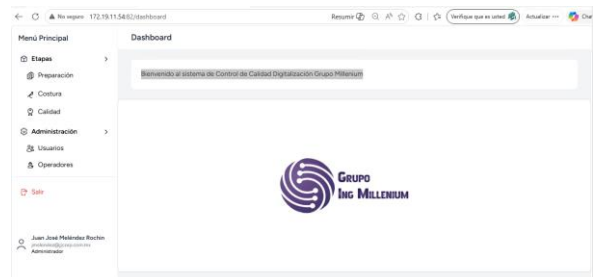 No seguro
172.19.11.54:82/dashboard
Resumir
Verifique que es usted
Actualizar
Menú Principal
Dashboard
Etapas
Preparación
Costura
Calidad
Administración
Usuarios
Operadores
Salir
Bienvenido al sistema de Control de Calidad Digitalización Grupo Millenium
GRUPO
ING MILLENIUM
Juan José Meléndez Rochin
Administrador